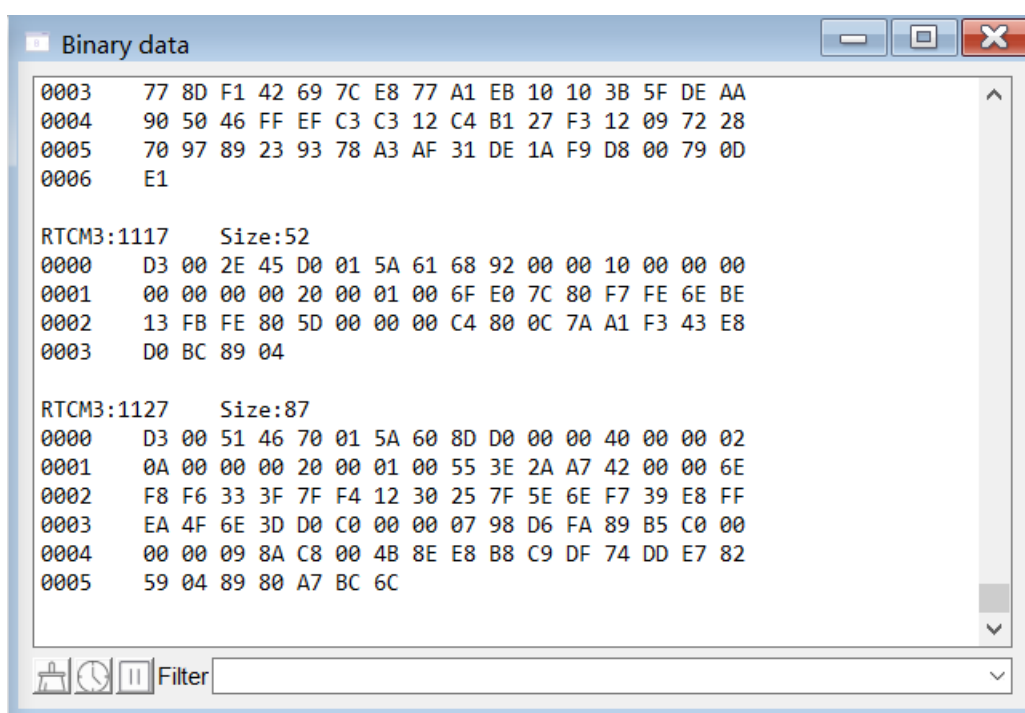 Binary data
0003 77 8D F1 42 69 7C E8 77 A1 EB 10 10 3B 5F DE AA
0004 90 50 46 FF EF C3 C3 12 C4 B1 27 F3 12 09 72 28
0005 70 97 89 23 93 78 A3 AF 31 DE 1A F9 D8 00 79 0D
0006 E1
RTCM3:1117 Size:52
0000 D3 00 2E 45 D0 01 5A 61 68 92 00 00 10 00 00 00
0001 00 00 00 00 20 00 01 00 6F E0 7C 80 F7 FE 6E BE
0002 13 FB FE 80 5D 00 00 00 C4 80 0C 7A A1 F3 43 E8
0003 D0 BC 89 04
RTCM3:1127 Size:87
0000 D3 00 51 46 70 01 5A 60 8D D0 00 00 40 00 00 02
0001 0A 00 00 00 20 00 01 00 55 3E 2A A7 42 00 00 6E
0002 F8 F6 33 3F 7F F4 12 30 25 7F 5E 6E F7 39 E8 FF
0003 EA 4F 6E 3D D0 C0 00 00 07 98 D6 FA 89 B5 C0 00
0004 00 00 09 8A C8 00 4B 8E E8 B8 C9 DF 74 DD E7 82
0005 59 04 89 80 A7 BC 6C
Filter